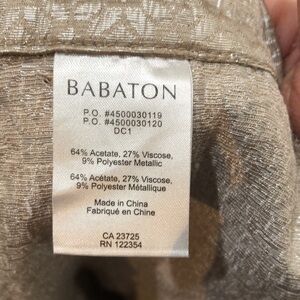 BABATON
P.O. #4500030119
P.O. #4500030120
DC1
64% Acetate, 27% Viscose,
9% Polyester Metallic
64% Acétate, 27% Viscose,
9% Polyester Métallique
Made in China
Fabriqué en Chine
CA 23725
RN 122354